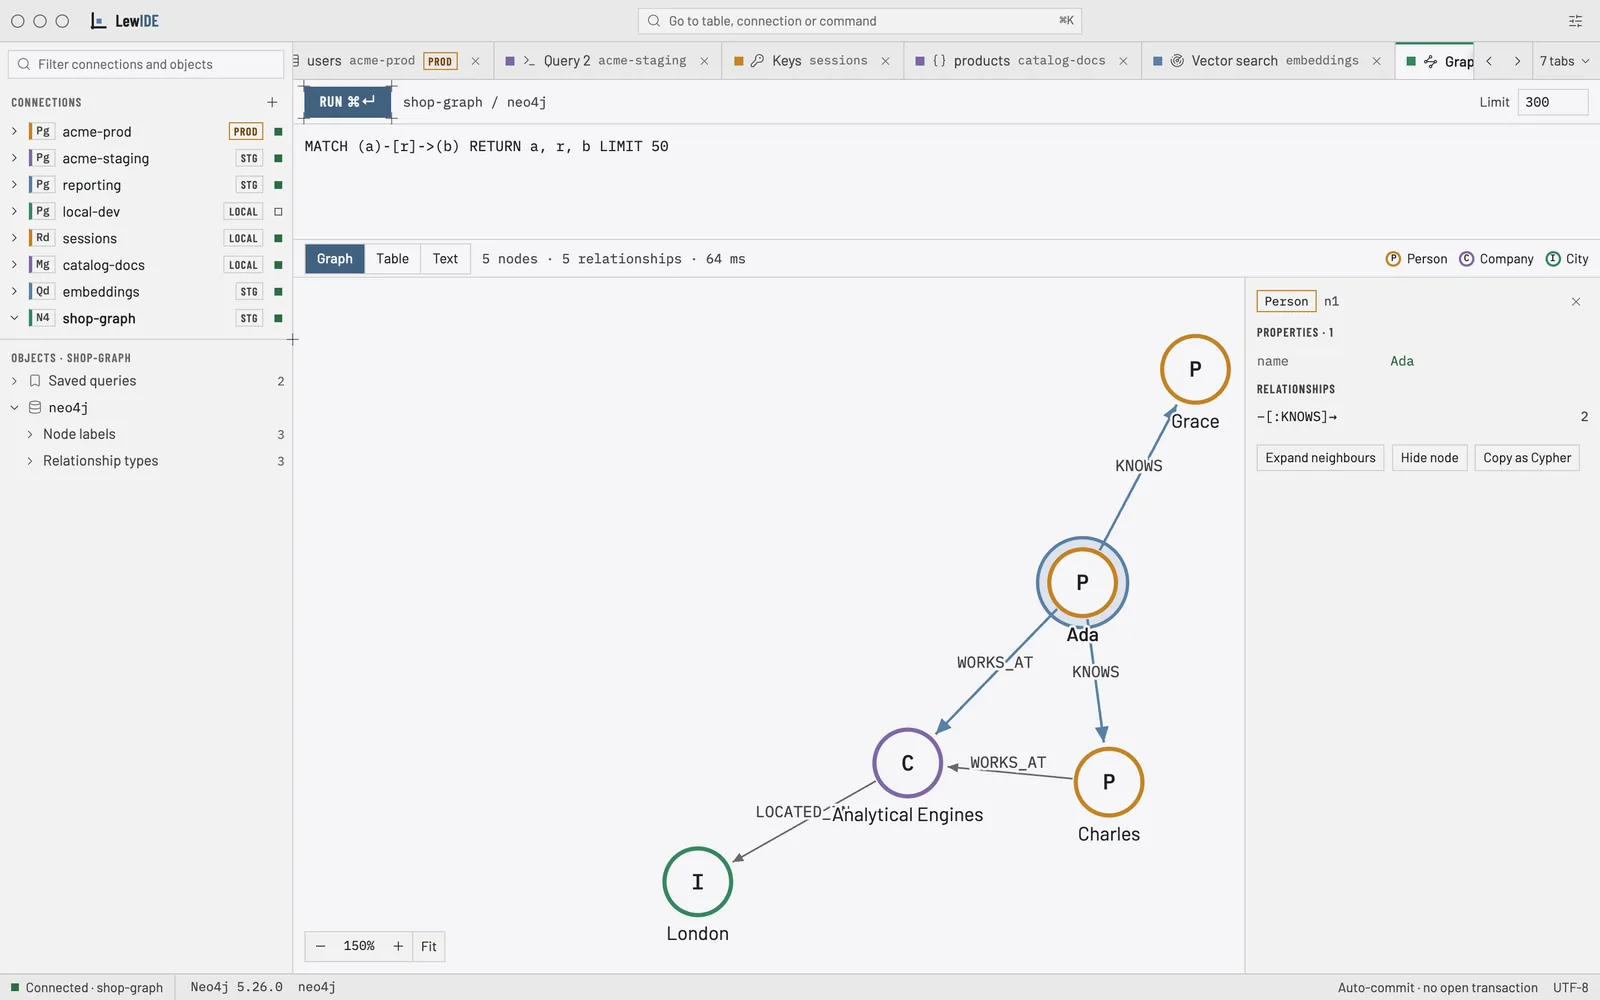 LewIDE
Go to table, connection or command ⌘K
Filter connections and objects
users acme-prod PROD
Query 2 acme-staging
Keys sessions
{} products catalog-docs
Vector search embeddings
Grap
7 tabs
CONNECTIONS
Pg acme-prod PROD
Pg acme-staging STG
Pg reporting STG
Pg local-dev LOCAL
Rd sessions LOCAL
Mg catalog-docs LOCAL
Qd embeddings STG
N4 shop-graph STG
OBJECTS · SHOP-GRAPH
Saved queries 2
neo4j
Node labels 3
Relationship types 3
RUN ⌘↵ shop-graph / neo4j
Limit 300
MATCH (a)-[r]->(b) RETURN a, r, b LIMIT 50
Graph Table Text 5 nodes · 5 relationships · 64 ms
P Person C Company I City
P
Grace
KNOWS
P
Ada
WORKS_AT
KNOWS
C
WORKS_AT
P
LOCATED_
Analytical Engines
Charles
I
London
− 150% + Fit
Person n1
PROPERTIES · 1
name Ada
RELATIONSHIPS
−[:KNOWS]→ 2
Expand neighbours Hide node Copy as Cypher
Connected · shop-graph Neo4j 5.26.0 neo4j
Auto-commit · no open transaction UTF-8